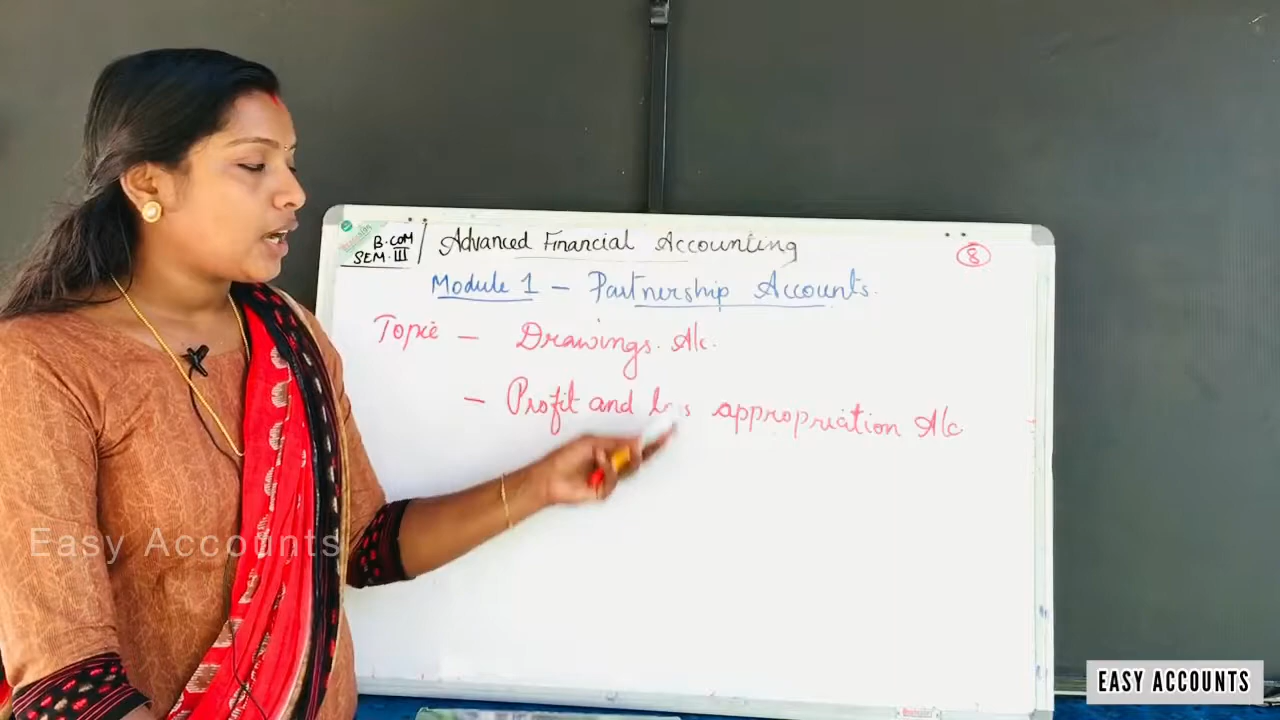 B.COM
SEM.III
Advanced Financial Accounting
8
Module 1 - Partnership Accounts.
Topic - Drawings. A/c.
- Profit and loss appropriation A/c
Easy Accounts
EASY ACCOUNTS